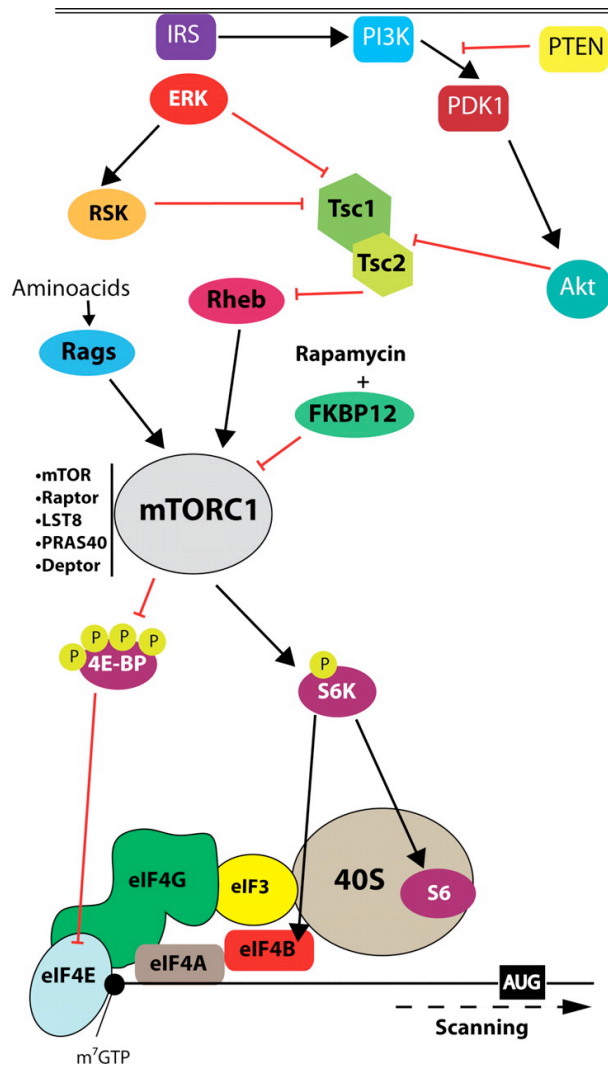 IRS
PI3K
PTEN
ERK
PDK1
RSK
Tsc1
Tsc2
Akt
Aminoacids
Rheb
Rags
Rapamycin
+
FKBP12
•mTOR
•Raptor
•LST8
•PRAS40
•Deptor
mTORC1
P P P P
4E-BP
P
S6K
eIF4G
eIF3
40S
S6
eIF4B
eIF4A
eIF4E
AUG
Scanning
m⁷GTP